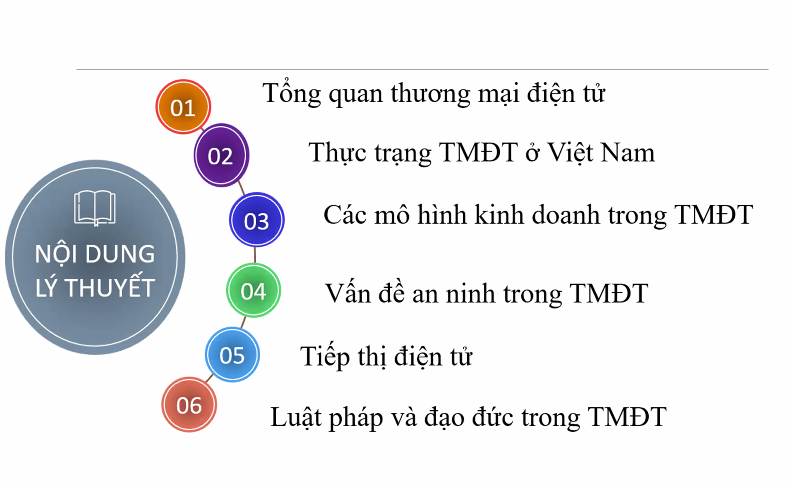 NỘI DUNG
LÝ THUYẾT
01
Tổng quan thương mại điện tử
02
Thực trạng TMĐT ở Việt Nam
03
Các mô hình kinh doanh trong TMĐT
04
Vấn đề an ninh trong TMĐT
05
Tiếp thị điện tử
06
Luật pháp và đạo đức trong TMĐT